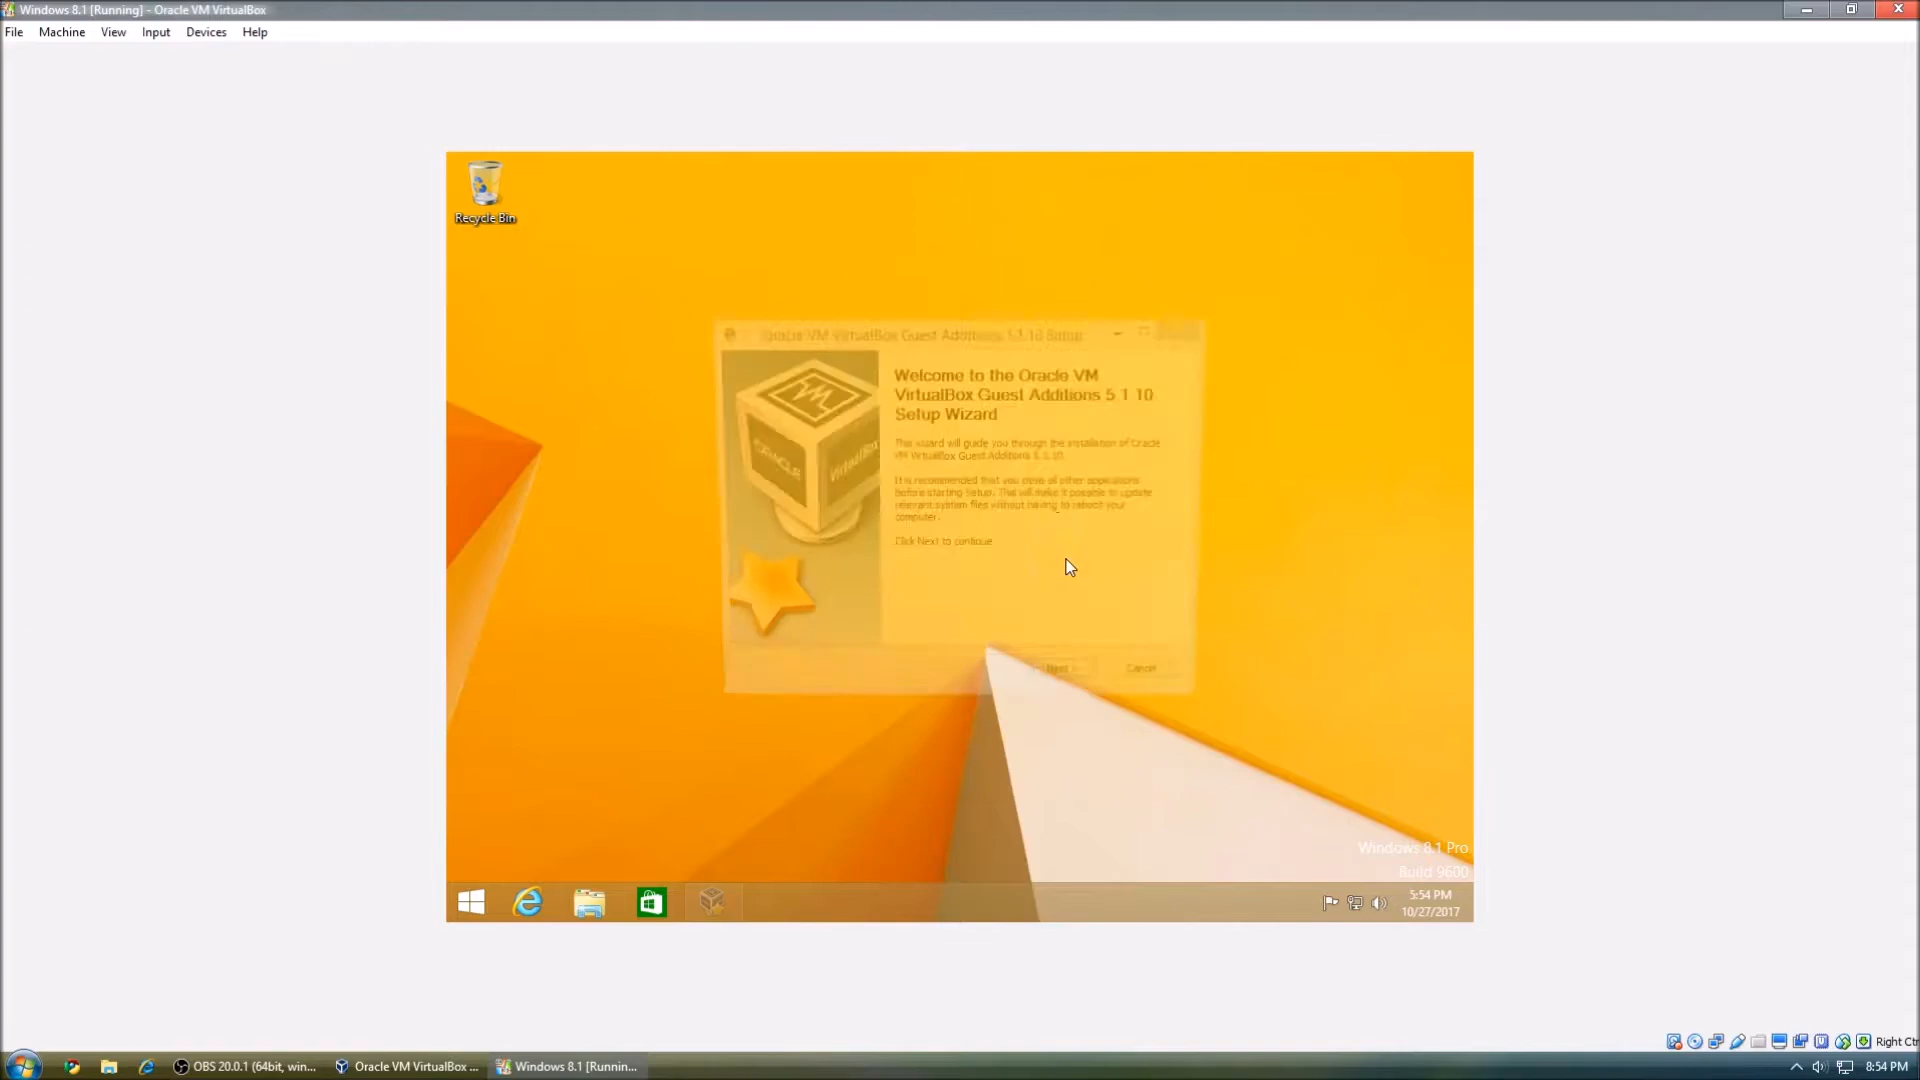 Windows 8.1 [Running] - Oracle VM VirtualBox
File Machine View Input Devices Help
Recycle Bin
Oracle VM VirtualBox Guest Additions 5.1.10 Setup
Welcome to the Oracle VM
VirtualBox Guest Additions 5.1.10
Setup Wizard
This wizard will guide you through the installation of Oracle
VM VirtualBox Guest Additions 5.1.10.
It is recommended that you close all other applications
before starting Setup. This will make it possible to update
relevant system files without having to reboot your
computer.
Click Next to continue.
ORACLE
VirtualBox
Next > Cancel
Windows 8.1 Pro
Build 9600
5:54 PM
10/27/2017
Right Ctr
OBS 20.0.1 (64bit, win... Oracle VM VirtualBox ... Windows 8.1 [Runnin... 8:54 PM